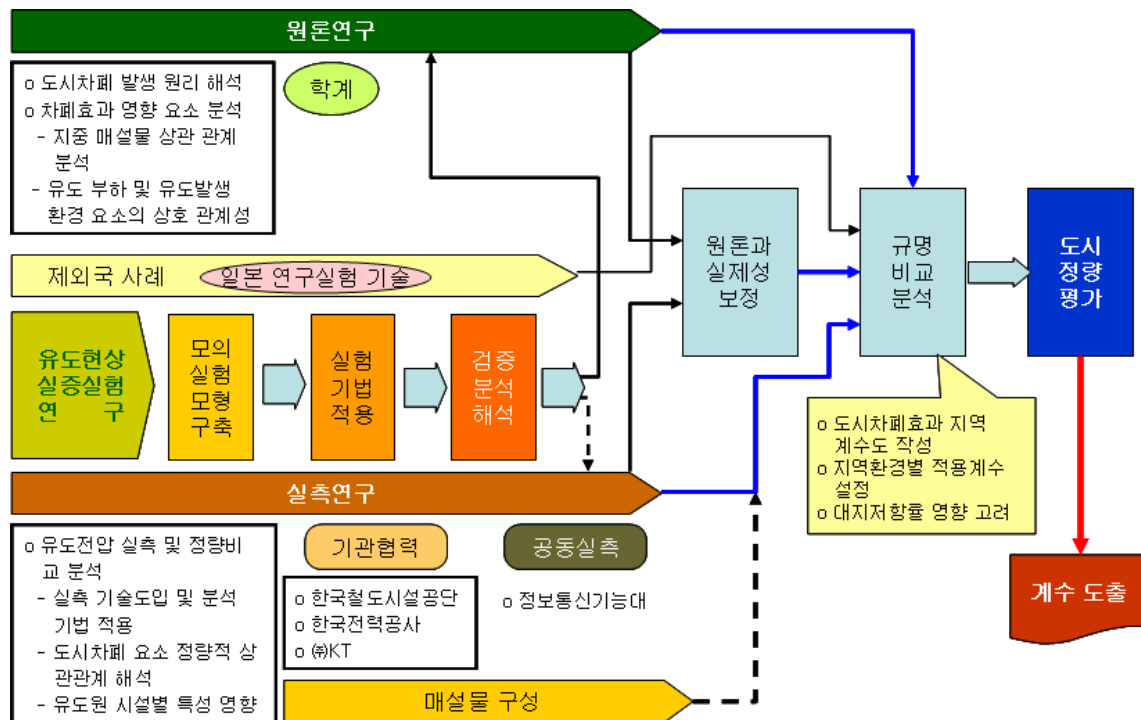 원론연구
o 도시차폐 발생 원리 해석
o 차폐효과 영향 요소 분석
- 지중 매설물 상관 관계
분석
- 유도 부하 및 유도발생
환경 요소의 상호 관계성
학계
제외국 사례
일본 연구실험 기술
유도현상
실증실험
연 구
모의
실험
모형
구축
실험
기법
적용
검증
분석
해석
원론과
실제성
보정
규명
비교
분석
도시
정량
평가
o 도시차폐효과 지역
계수도 작성
o 지역환경별 적용계수
설정
o 대지저항률 영향 고려
계수 도출
실측연구
o 유도전압 실측 및 정량비
교 분석
- 실측 기술도입 및 분석
기법 적용
- 도시차폐 요소 정량적 상
관관계 해석
- 유도원 시설별 특성 영향
기관협력
o 한국철도시설공단
o 한국전력공사
o ㈜KT
공동실측
o 정보통신기능대
매설물 구성